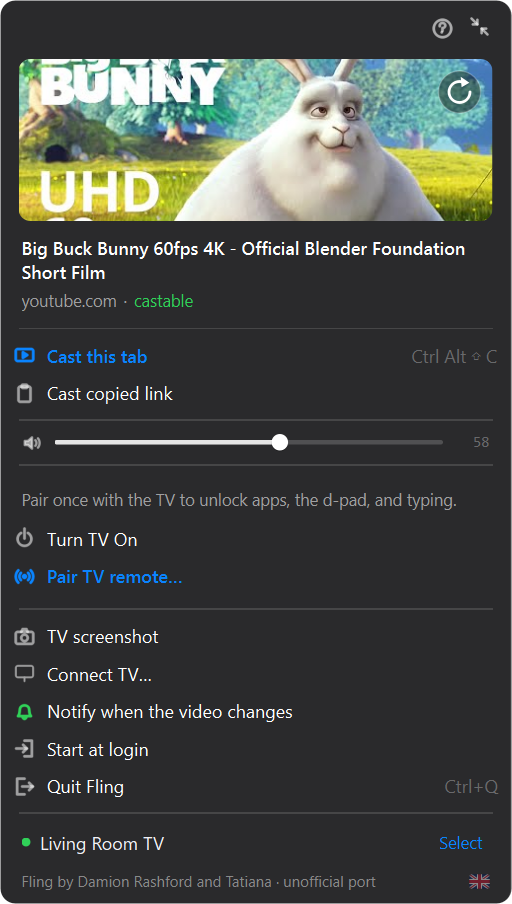 BIG BUCK
BUNNY
UHD
Big Buck Bunny 60fps 4K - Official Blender Foundation
Short Film
youtube.com · castable
Cast this tab Ctrl Alt ⇧ C
Cast copied link
58
Pair once with the TV to unlock apps, the d-pad, and typing.
Turn TV On
Pair TV remote...
TV screenshot
Connect TV...
Notify when the video changes
Start at login
Quit Fling Ctrl+Q
Living Room TV Select
Fling by Damion Rashford and Tatiana · unofficial port